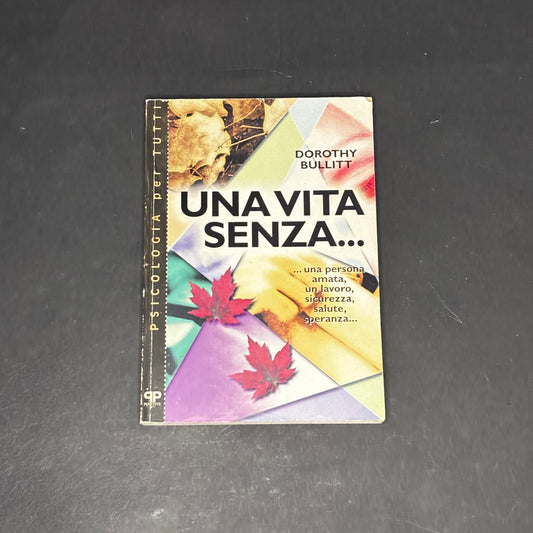 PSICOLOGIA per TUTTI
DOROTHY
BULLITT
UNA VITA
SENZA...
... una persona
amata,
un lavoro,
sicurezza,
salute,
speranza...